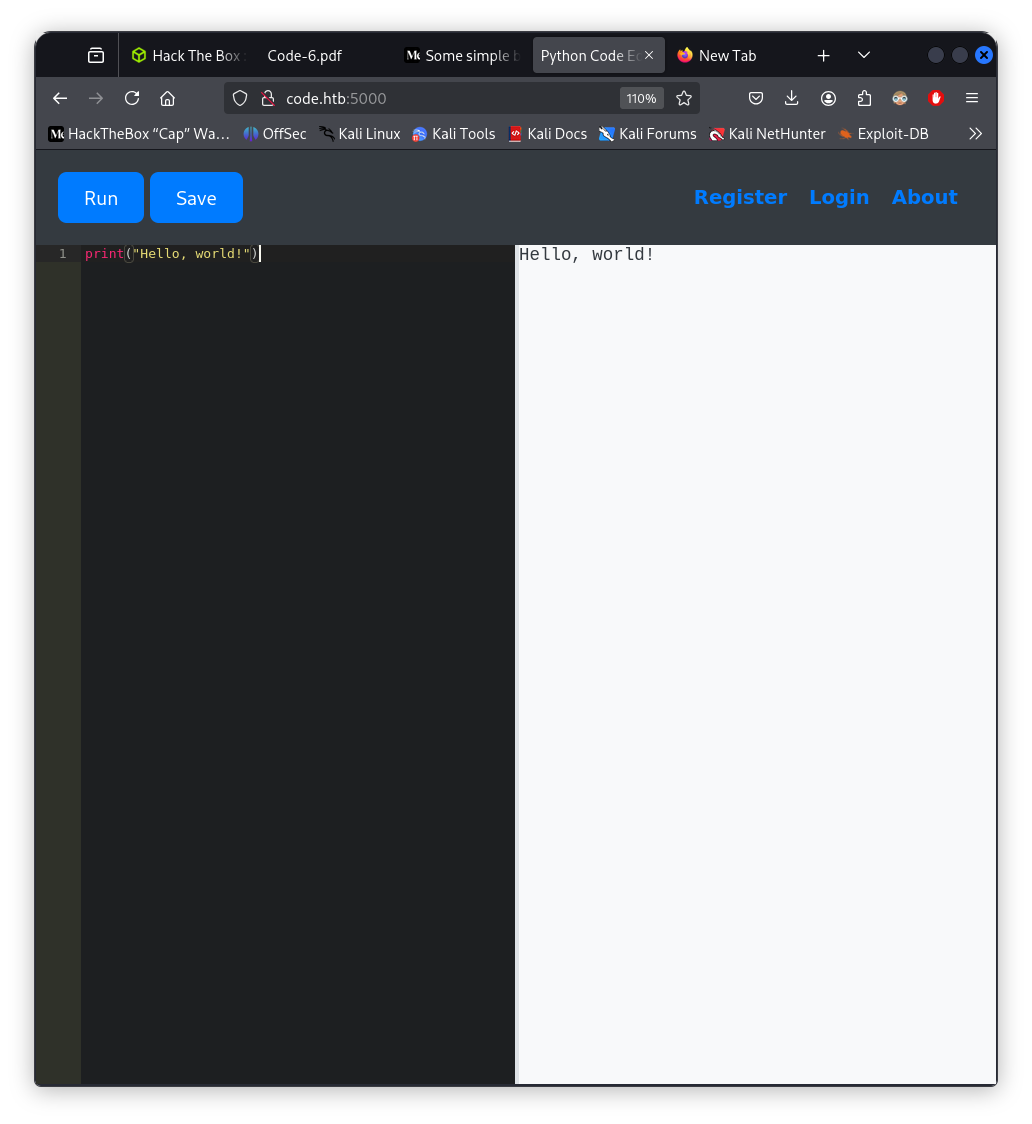 Hack The Box :
Code-6.pdf
Some simple b
Python Code Ed
New Tab
code.htb:5000
110%
HackTheBox “Cap” Wa…
OffSec
Kali Linux
Kali Tools
Kali Docs
Kali Forums
Kali NetHunter
Exploit-DB
Run
Save
Register
Login
About
1
print("Hello, world!")
Hello, world!